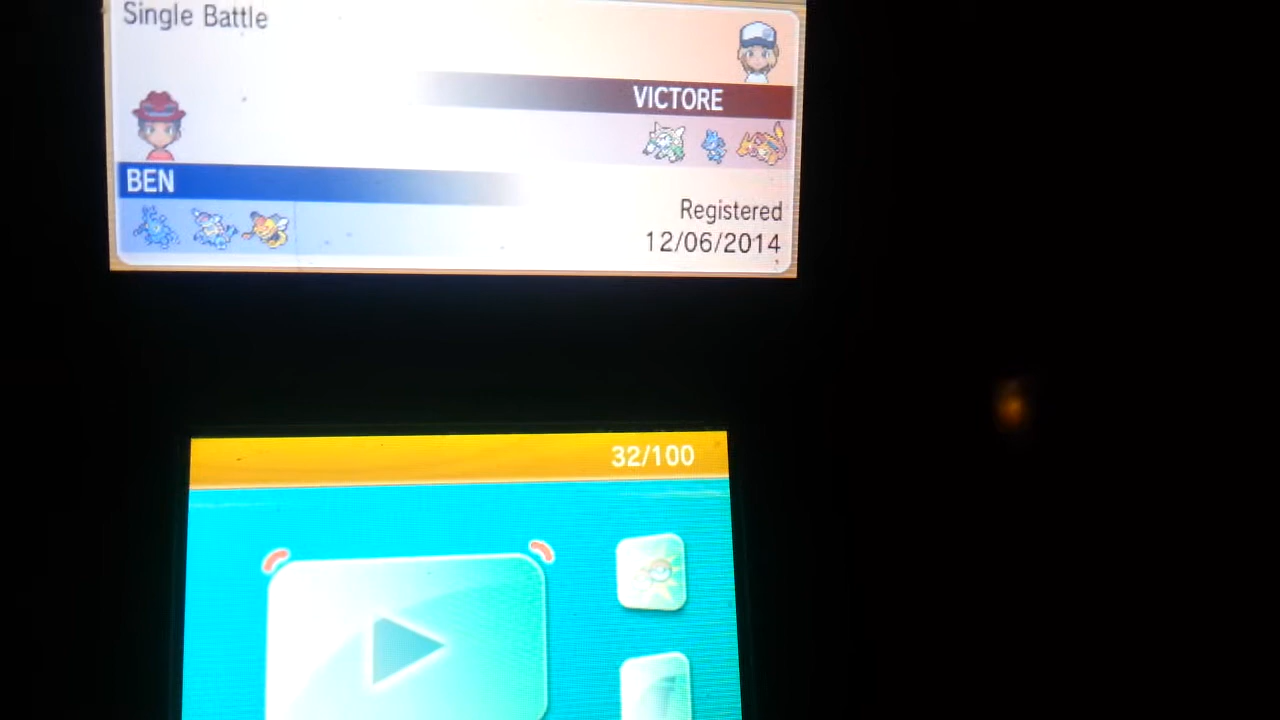 Single Battle
VICTORE
BEN
Registered
12/06/2014
32/100